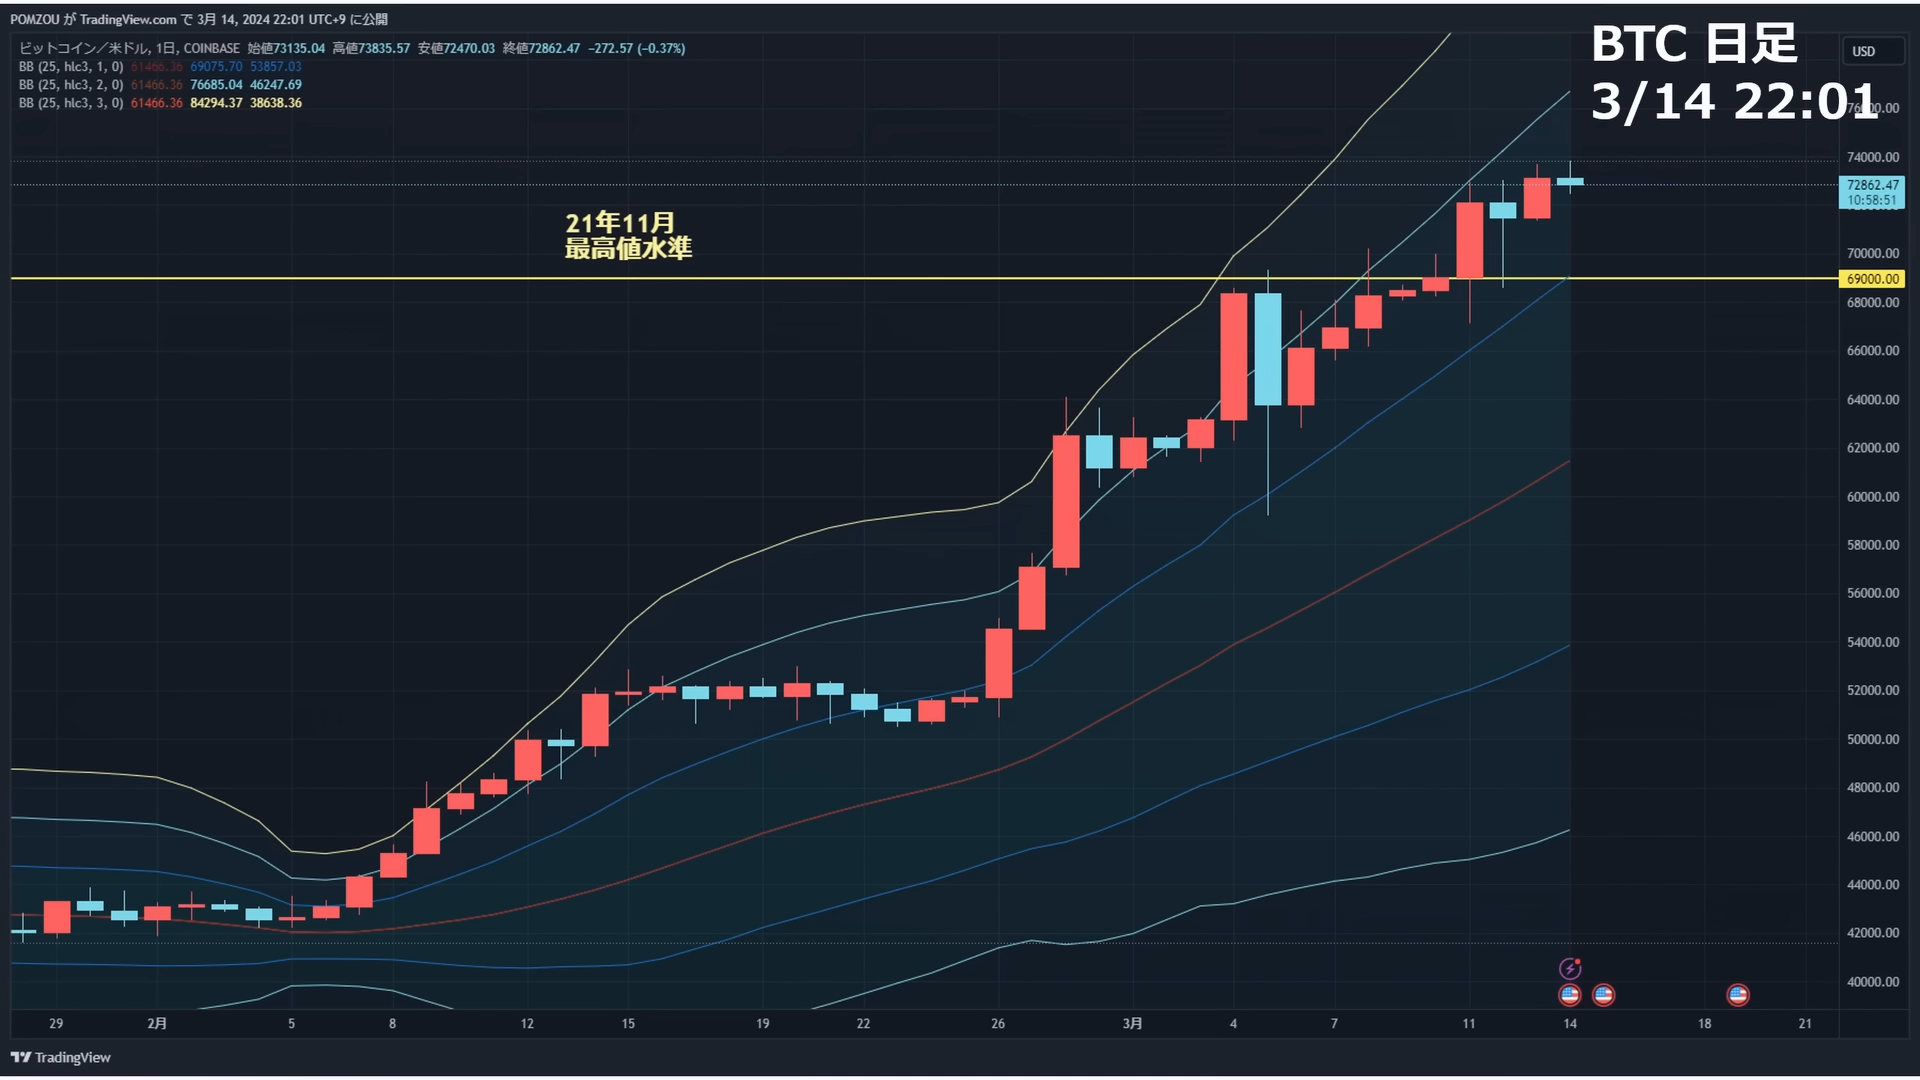 POMZOU が TradingView.com で 3月 14, 2024 22:01 UTC+9 に公開
BTC 日足
3/14 22:01
USD
ビットコイン／米ドル, 1日, COINBASE 始値73135.04 高値73835.57 安値72470.03 終値72862.47 −272.57 (−0.37%)
BB (25, hlc3, 1, 0) 61466.36 69075.70 53857.03
BB (25, hlc3, 2, 0) 61466.36 76685.04 46247.69
BB (25, hlc3, 3, 0) 61466.36 84294.37 38638.36
74000.00
72862.47
10:58:51
21年11月
最高値水準
70000.00
69000.00
68000.00
66000.00
64000.00
62000.00
60000.00
58000.00
56000.00
54000.00
52000.00
50000.00
48000.00
46000.00
44000.00
42000.00
40000.00
29 2月 5 8 12 15 19 22 26 3月 4 7 11 14 18 21
TradingView